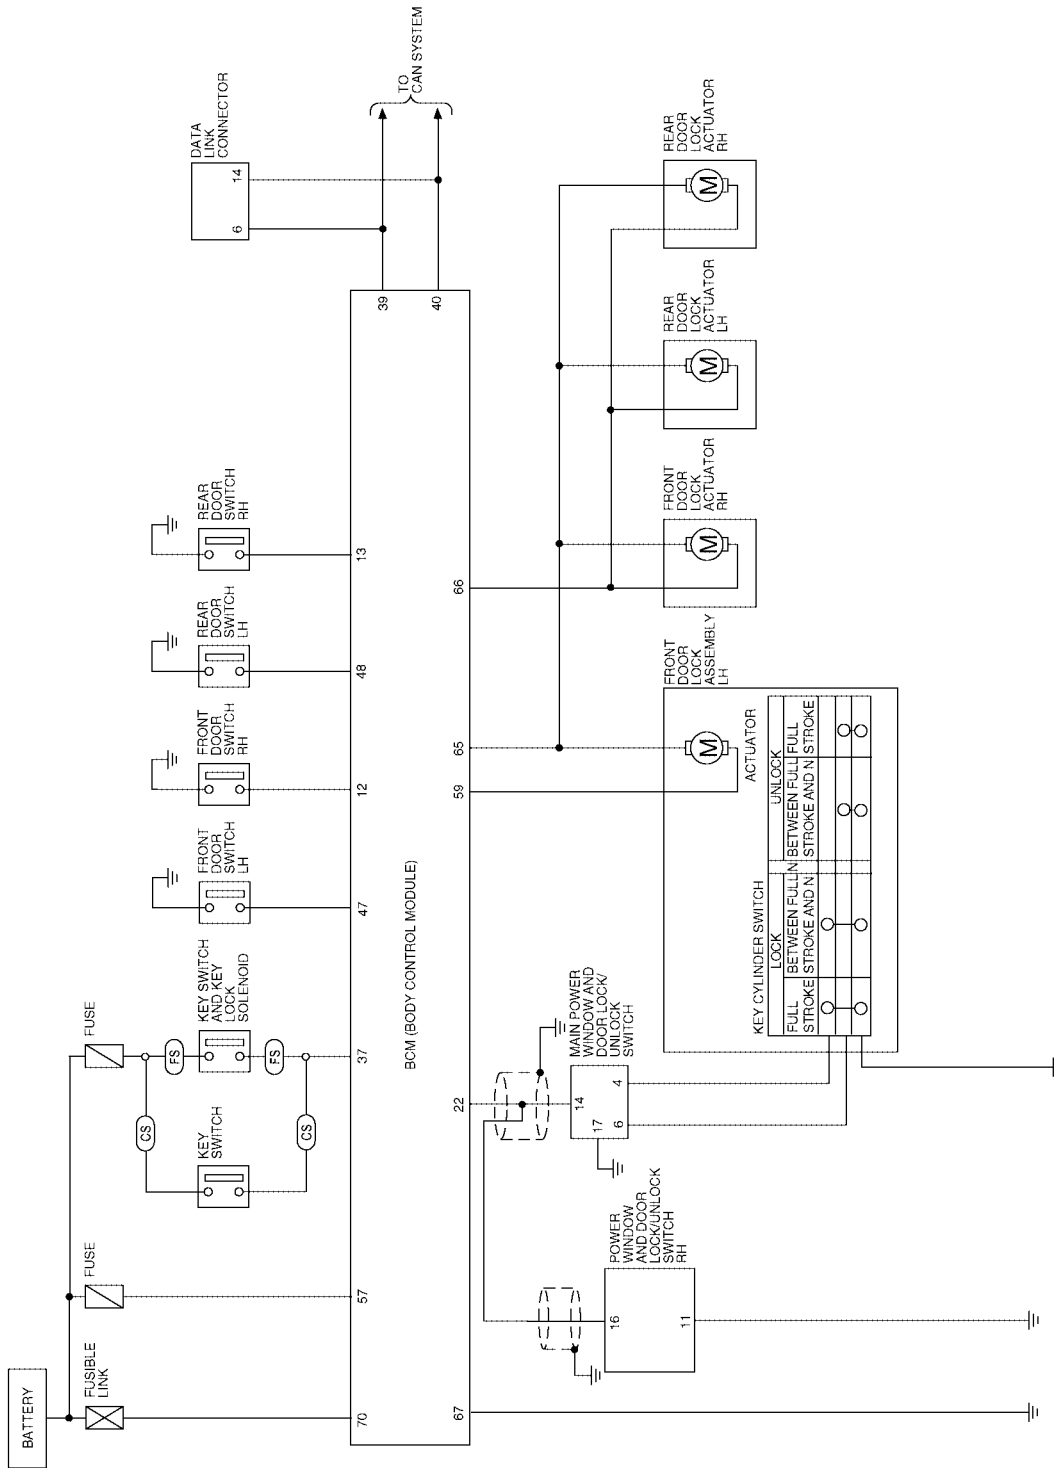 BATTERY
FUSIBLE
LINK
FUSE
FUSE
KEY
SWITCH
CS
CS
FS
FS
KEY SWITCH
AND KEY
LOCK
SOLENOID
FRONT
DOOR
SWITCH
LH
FRONT
DOOR
SWITCH
RH
REAR
DOOR
SWITCH
LH
REAR
DOOR
SWITCH
RH
DATA
LINK
CONNECTOR
6
14
TO
CAN SYSTEM
70
57
37
47
12
48
13
39
40
BCM (BODY CONTROL MODULE)
67
22
59
65
66
POWER
WINDOW
AND DOOR
LOCK/UNLOCK
SWITCH
RH
16
11
MAIN POWER
WINDOW AND
DOOR LOCK/
UNLOCK
SWITCH
14
17
6
4
FRONT
DOOR
LOCK
ASSEMBLY
LH
ACTUATOR
M
KEY CYLINDER SWITCH
LOCK
UNLOCK
FULL
STROKE
BETWEEN FULL
STROKE AND N
N
BETWEEN FULL
STROKE AND N
FULL
STROKE
FRONT
DOOR
LOCK
ACTUATOR
RH
M
REAR
DOOR
LOCK
ACTUATOR
LH
M
REAR
DOOR
LOCK
ACTUATOR
RH
M